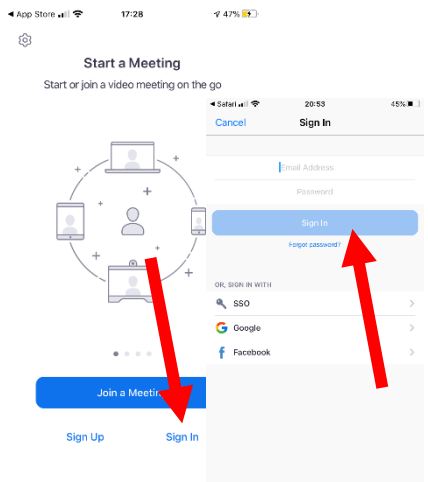 App Store 17:28 47%
Start a Meeting
Start or join a video meeting on the go
Join a Meetin
Sign Up Sign In
Safari 20:53 45%
Cancel Sign In
Email Address
Password
Sign In
Forgot password?
OR, SIGN IN WITH
SSO
Google
Facebook